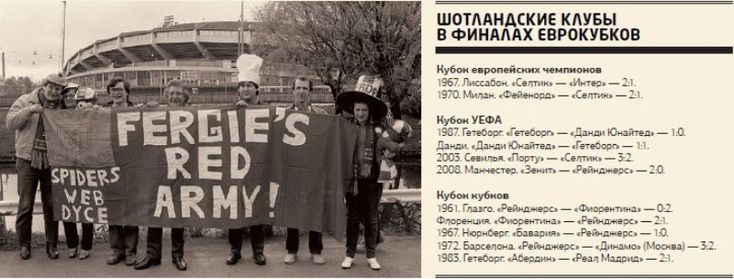 FERGIE'S
RED
ARMY!
SPIDERS
WEB
DYCE
ШОТЛАНДСКИЕ КЛУБЫ
В ФИНАЛАХ ЕВРОКУБКОВ
Кубок европейских чемпионов
1967. Лиссабон. «Селтик» — «Интер» — 2:1.
1970. Милан. «Фейенорд» — «Селтик» — 2:1.
Кубок УЕФА
1987. Гетеборг. «Гетеборг» — «Данди Юнайтед» — 1:0.
Данди. «Данди Юнайтед» — «Гетеборг» — 1:1.
2003. Севилья. «Порту» — «Селтик» — 3:2.
2008. Манчестер. «Зенит» — «Рейнджерс» — 2:0.
Кубок кубков
1961. Глазго. «Рейнджерс» — «Фиорентина» — 0:2.
Флоренция. «Фиорентина» — «Рейнджерс» — 2:1.
1967. Нюрнберг. «Бавария» — «Рейнджерс» — 1:0.
1972. Барселона. «Рейнджерс» — «Динамо» (Москва) — 3:2.
1983. Гетеборг. «Абердин» — «Реал Мадрид» — 2:1.